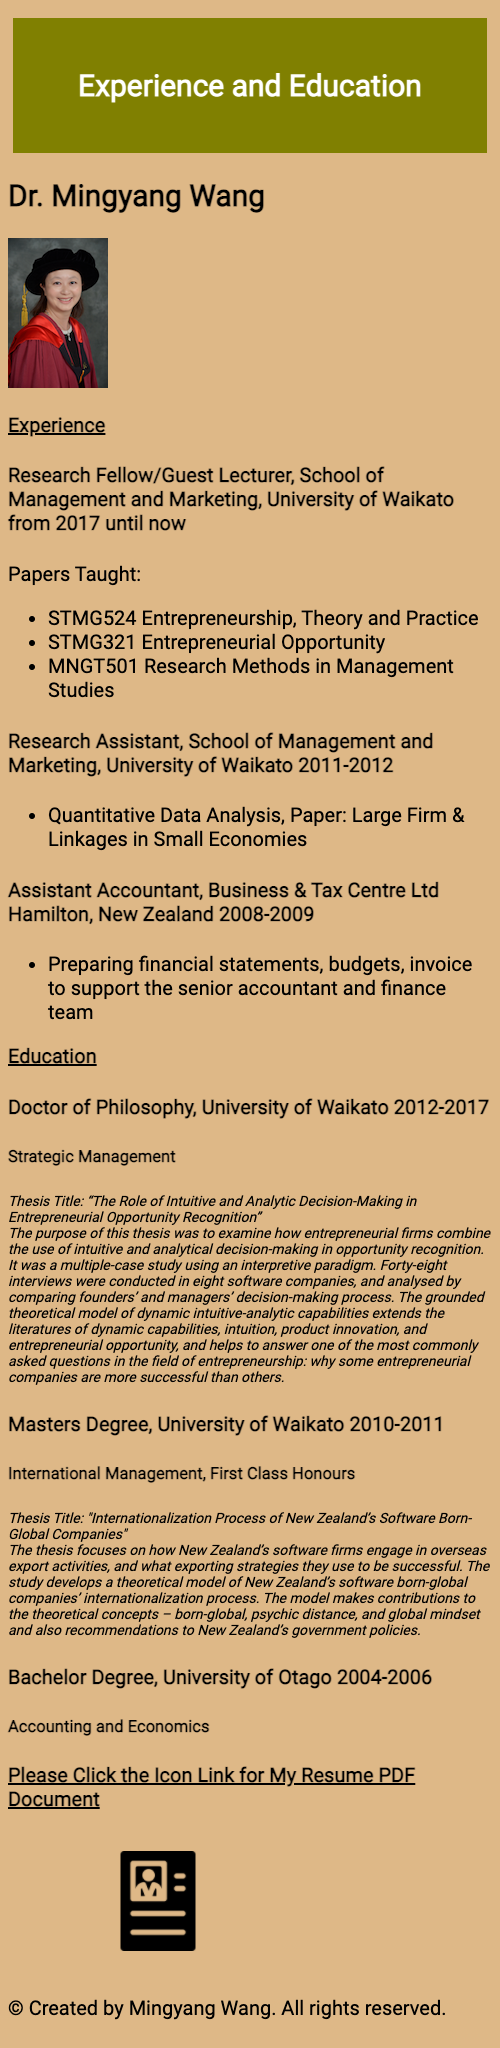 Experience and Education
Dr. Mingyang Wang
Experience
Research Fellow/Guest Lecturer, School of
Management and Marketing, University of Waikato
from 2017 until now
Papers Taught:
• STMG524 Entrepreneurship, Theory and Practice
• STMG321 Entrepreneurial Opportunity
• MNGT501 Research Methods in Management
Studies
Research Assistant, School of Management and
Marketing, University of Waikato 2011-2012
• Quantitative Data Analysis, Paper: Large Firm &
Linkages in Small Economies
Assistant Accountant, Business & Tax Centre Ltd
Hamilton, New Zealand 2008-2009
• Preparing financial statements, budgets, invoice
to support the senior accountant and finance
team
Education
Doctor of Philosophy, University of Waikato 2012-2017
Strategic Management
Thesis Title: “The Role of Intuitive and Analytic Decision-Making in
Entrepreneurial Opportunity Recognition”
The purpose of this thesis was to examine how entrepreneurial firms combine
the use of intuitive and analytical decision-making in opportunity recognition.
It was a multiple-case study using an interpretive paradigm. Forty-eight
interviews were conducted in eight software companies, and analysed by
comparing founders’ and managers’ decision-making process. The grounded
theoretical model of dynamic intuitive-analytic capabilities extends the
literatures of dynamic capabilities, intuition, product innovation, and
entrepreneurial opportunity, and helps to answer one of the most commonly
asked questions in the field of entrepreneurship: why some entrepreneurial
companies are more successful than others.
Masters Degree, University of Waikato 2010-2011
International Management, First Class Honours
Thesis Title: "Internationalization Process of New Zealand’s Software Born-
Global Companies"
The thesis focuses on how New Zealand’s software firms engage in overseas
export activities, and what exporting strategies they use to be successful. The
study develops a theoretical model of New Zealand’s software born-global
companies’ internationalization process. The model makes contributions to
the theoretical concepts – born-global, psychic distance, and global mindset
and also recommendations to New Zealand’s government policies.
Bachelor Degree, University of Otago 2004-2006
Accounting and Economics
Please Click the Icon Link for My Resume PDF
Document
© Created by Mingyang Wang. All rights reserved.